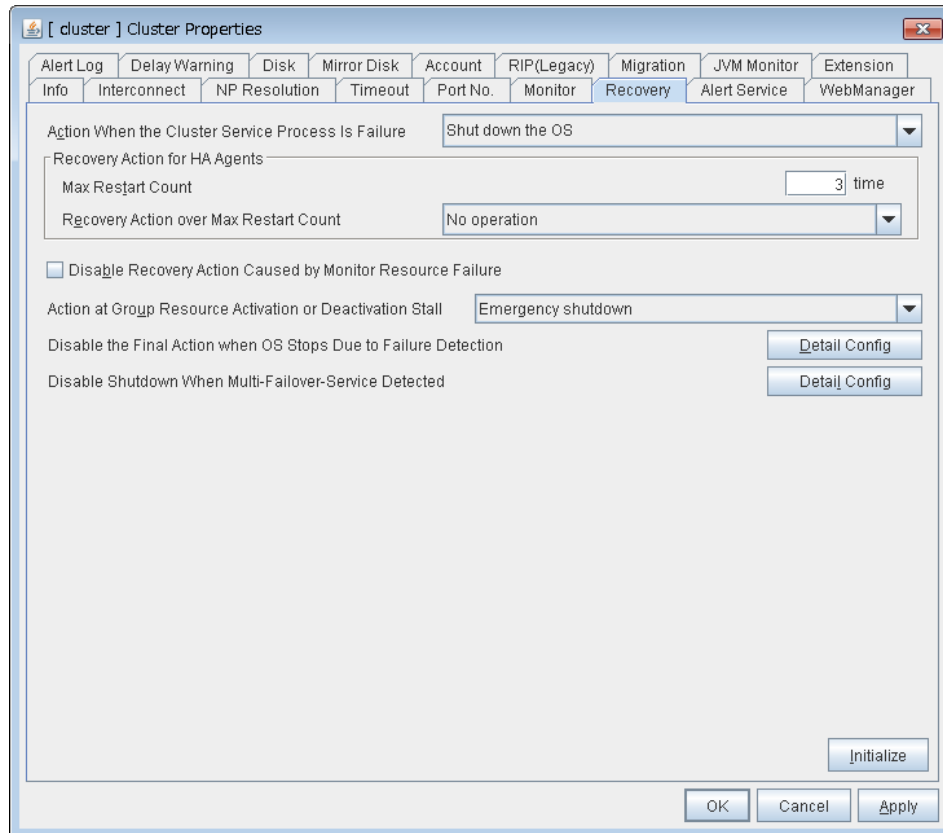 [ cluster ] Cluster Properties
Alert Log Delay Warning Disk Mirror Disk Account RIP(Legacy) Migration JVM Monitor Extension
Info Interconnect NP Resolution Timeout Port No. Monitor Recovery Alert Service WebManager
Action When the Cluster Service Process Is Failure Shut down the OS
Recovery Action for HA Agents
Max Restart Count 3 time
Recovery Action over Max Restart Count No operation
Disable Recovery Action Caused by Monitor Resource Failure
Action at Group Resource Activation or Deactivation Stall Emergency shutdown
Disable the Final Action when OS Stops Due to Failure Detection Detail Config
Disable Shutdown When Multi-Failover-Service Detected Detail Config
Initialize
OK Cancel Apply